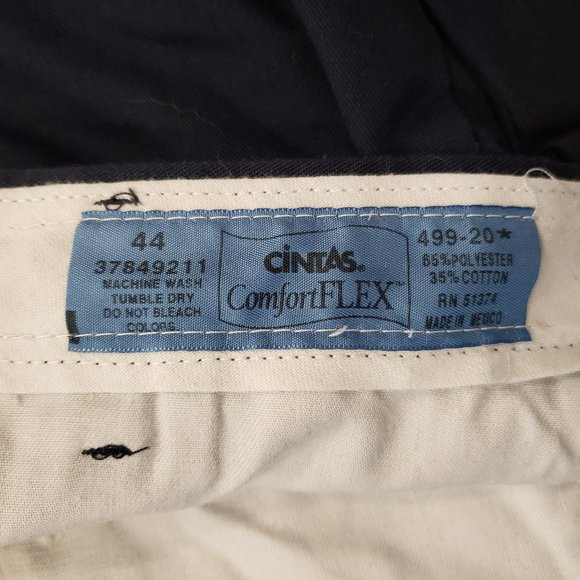 44
37849211
MACHINE WASH
TUMBLE DRY
DO NOT BLEACH
COLORS
CiNTAS®
ComfortFLEX™
499-20*
65% POLYESTER
35% COTTON
RN 51374
MADE IN MEXICO